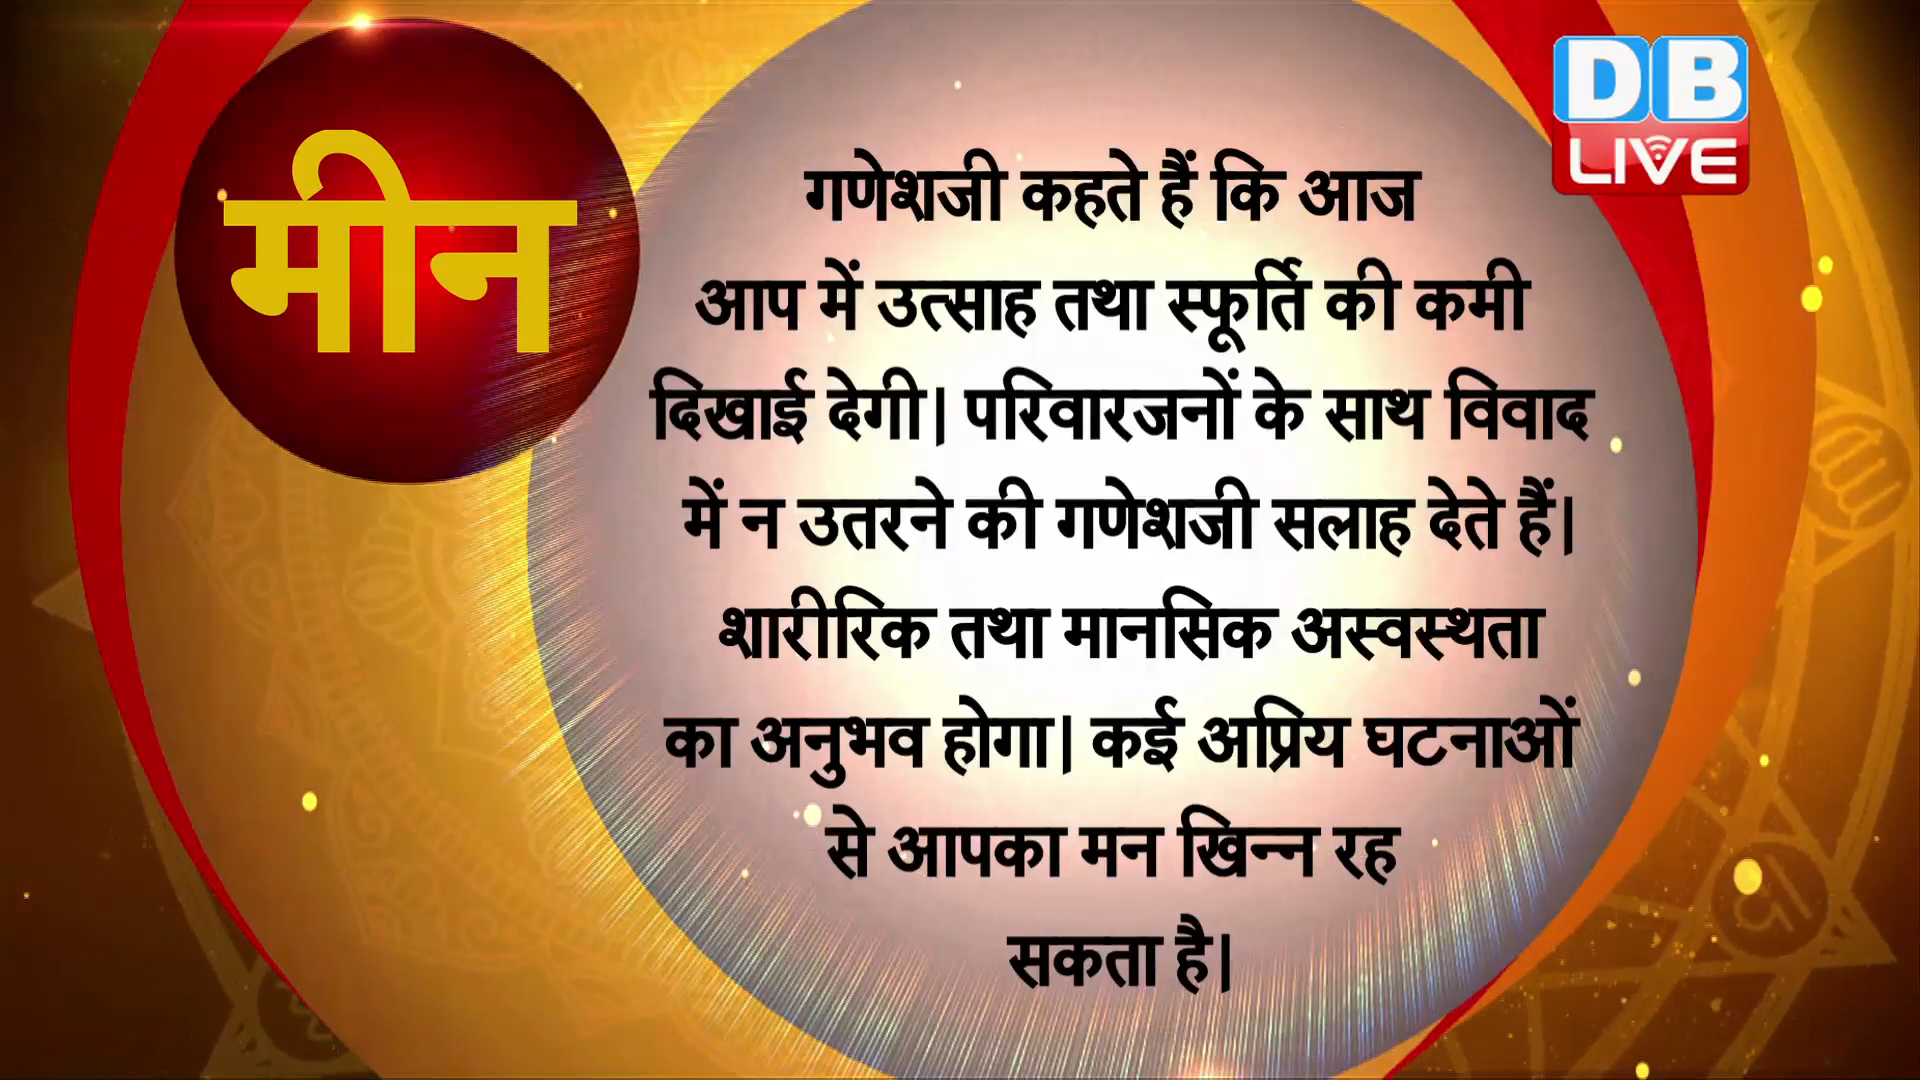 मीन
DB
LIVE
गणेशजी कहते हैं कि आज
आप में उत्साह तथा स्फूर्ति की कमी
दिखाई देगी। परिवारजनों के साथ विवाद
में न उतरने की गणेशजी सलाह देते हैं।
शारीरिक तथा मानसिक अस्वस्थता
का अनुभव होगा। कई अप्रिय घटनाओं
से आपका मन खिन्न रह
सकता है।